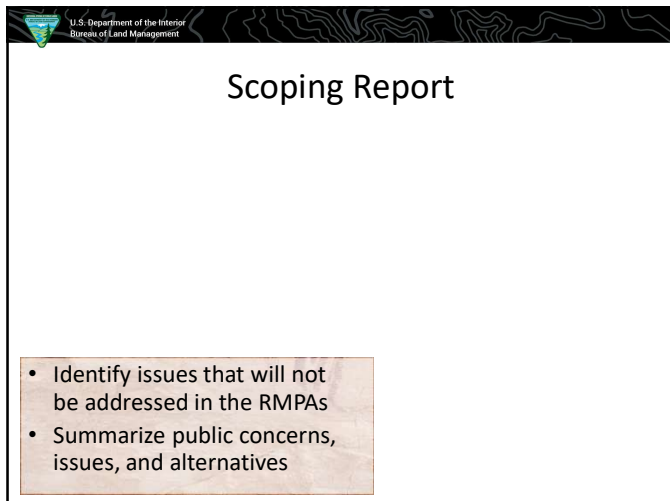 U.S. Department of the Interior
Bureau of Land Management
Scoping Report
• Identify issues that will not
be addressed in the RMPAs
• Summarize public concerns,
issues, and alternatives